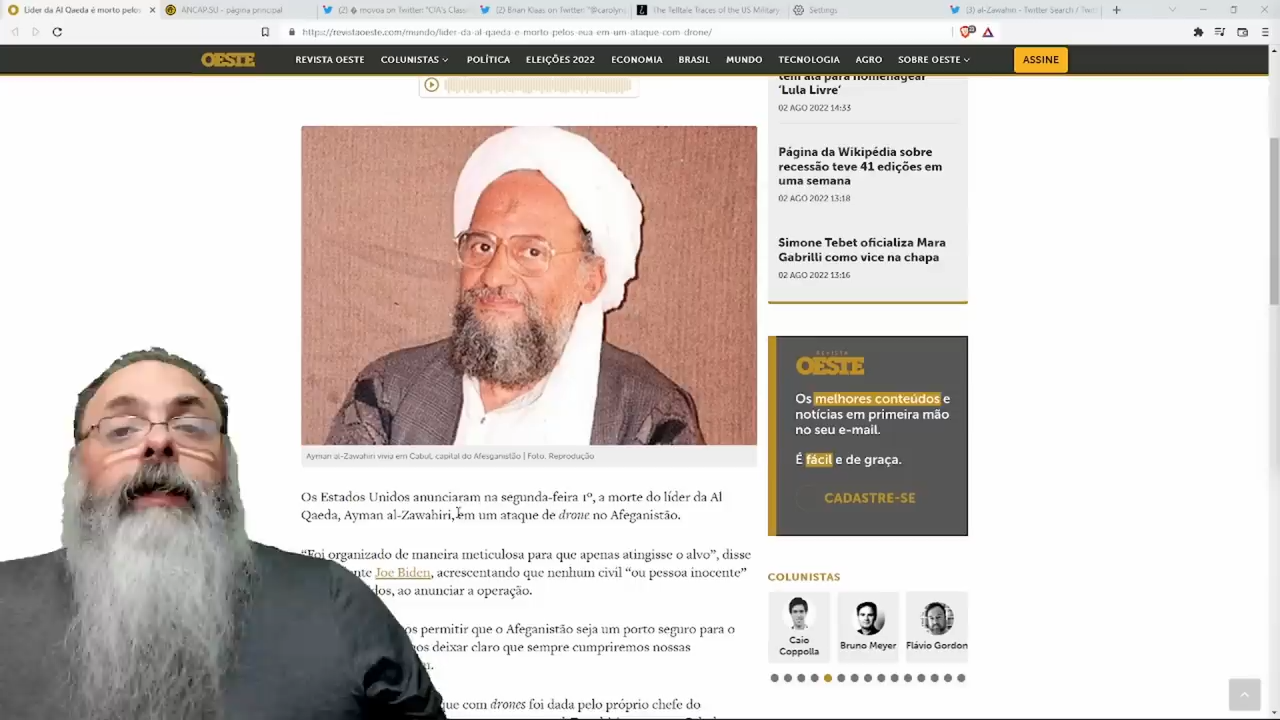 Líder da Al Qaeda é morto pelos
ANCAP.SU - página principal
(2) � movoa on Twitter: "CIA's Class
(2) Brian Klaas on Twitter: "@carolyn
The Telltale Traces of the US Military
Settings
(3) al-Zawahiri - Twitter Search / Twit
https://revistaoeste.com/mundo/lider-da-al-qaeda-e-morto-pelos-eua-em-um-ataque-com-drone/
OESTE
REVISTA OESTE
COLUNISTAS
POLÍTICA
ELEIÇÕES 2022
ECONOMIA
BRASIL
MUNDO
TECNOLOGIA
AGRO
SOBRE OESTE
ASSINE
tem ala para homenagear
'Lula Livre'
02 AGO 2022 14:33
Página da Wikipédia sobre
recessão teve 41 edições em
uma semana
02 AGO 2022 13:18
Simone Tebet oficializa Mara
Gabrilli como vice na chapa
02 AGO 2022 13:16
Ayman al-Zawahiri vivia em Cabul, capital do Afesganistão | Foto: Reprodução
Os Estados Unidos anunciaram na segunda-feira 1º, a morte do líder da Al
Qaeda, Ayman al-Zawahiri, em um ataque de drone no Afeganistão.
"Foi organizado de maneira meticulosa para que apenas atingisse o alvo", disse
Joe Biden, acrescentando que nenhum civil "ou pessoa inocente"
ao anunciar a operação.
permitir que o Afeganistão seja um porto seguro para o
deixar claro que sempre cumpriremos nossas
que com drones foi dada pelo próprio chefe do
REVISTA
OESTE
Os melhores conteúdos e
notícias em primeira mão
no seu e-mail.
É fácil e de graça.
CADASTRE-SE
COLUNISTAS
Caio
Coppolla
Bruno Meyer
Flávio Gordon